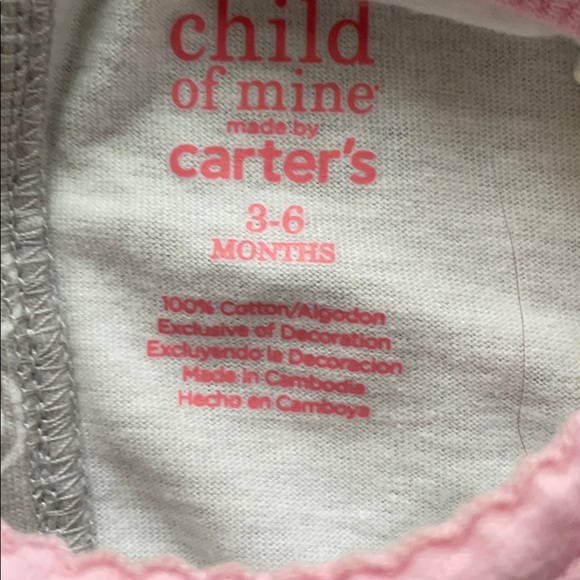 child
of mine®
made by
carter's
3-6
MONTHS
100% Cotton/Algodon
Exclusive of Decoration
Excluyendo la Decoracion
Made in Cambodia
Hecho en Camboya